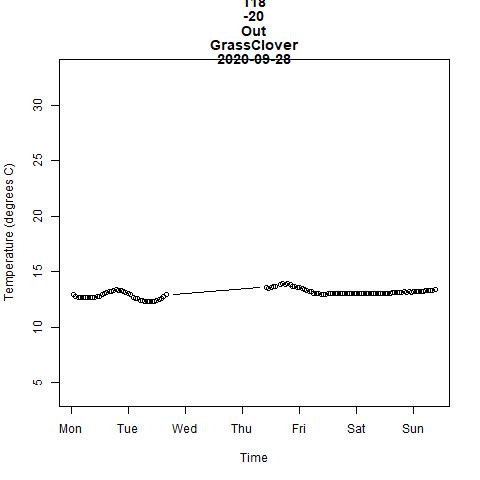 T18
-20
Out
GrassClover
2020-09-28
30
25
20
15
10
5
Temperature (degrees C)
Mon Tue Wed Thu Fri Sat Sun
Time